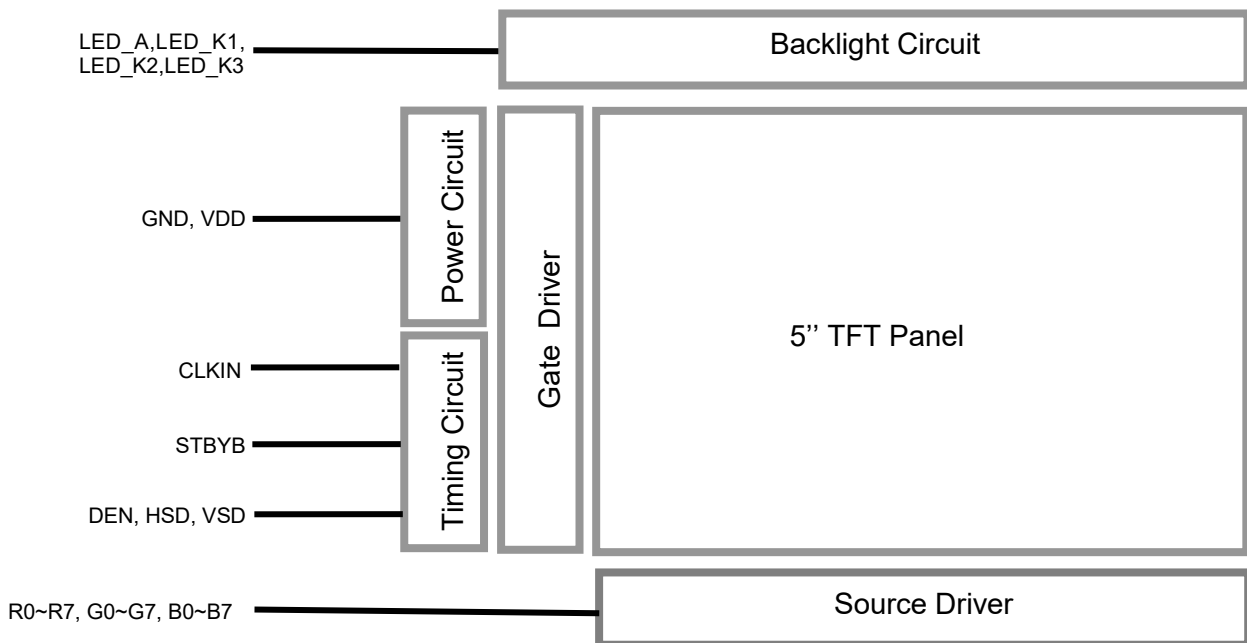 LED_A,LED_K1,
LED_K2,LED_K3
Backlight Circuit
GND, VDD
Power Circuit
Gate Driver
5’’ TFT Panel
CLKIN
STBYB
DEN, HSD, VSD
Timing Circuit
R0~R7, G0~G7, B0~B7
Source Driver